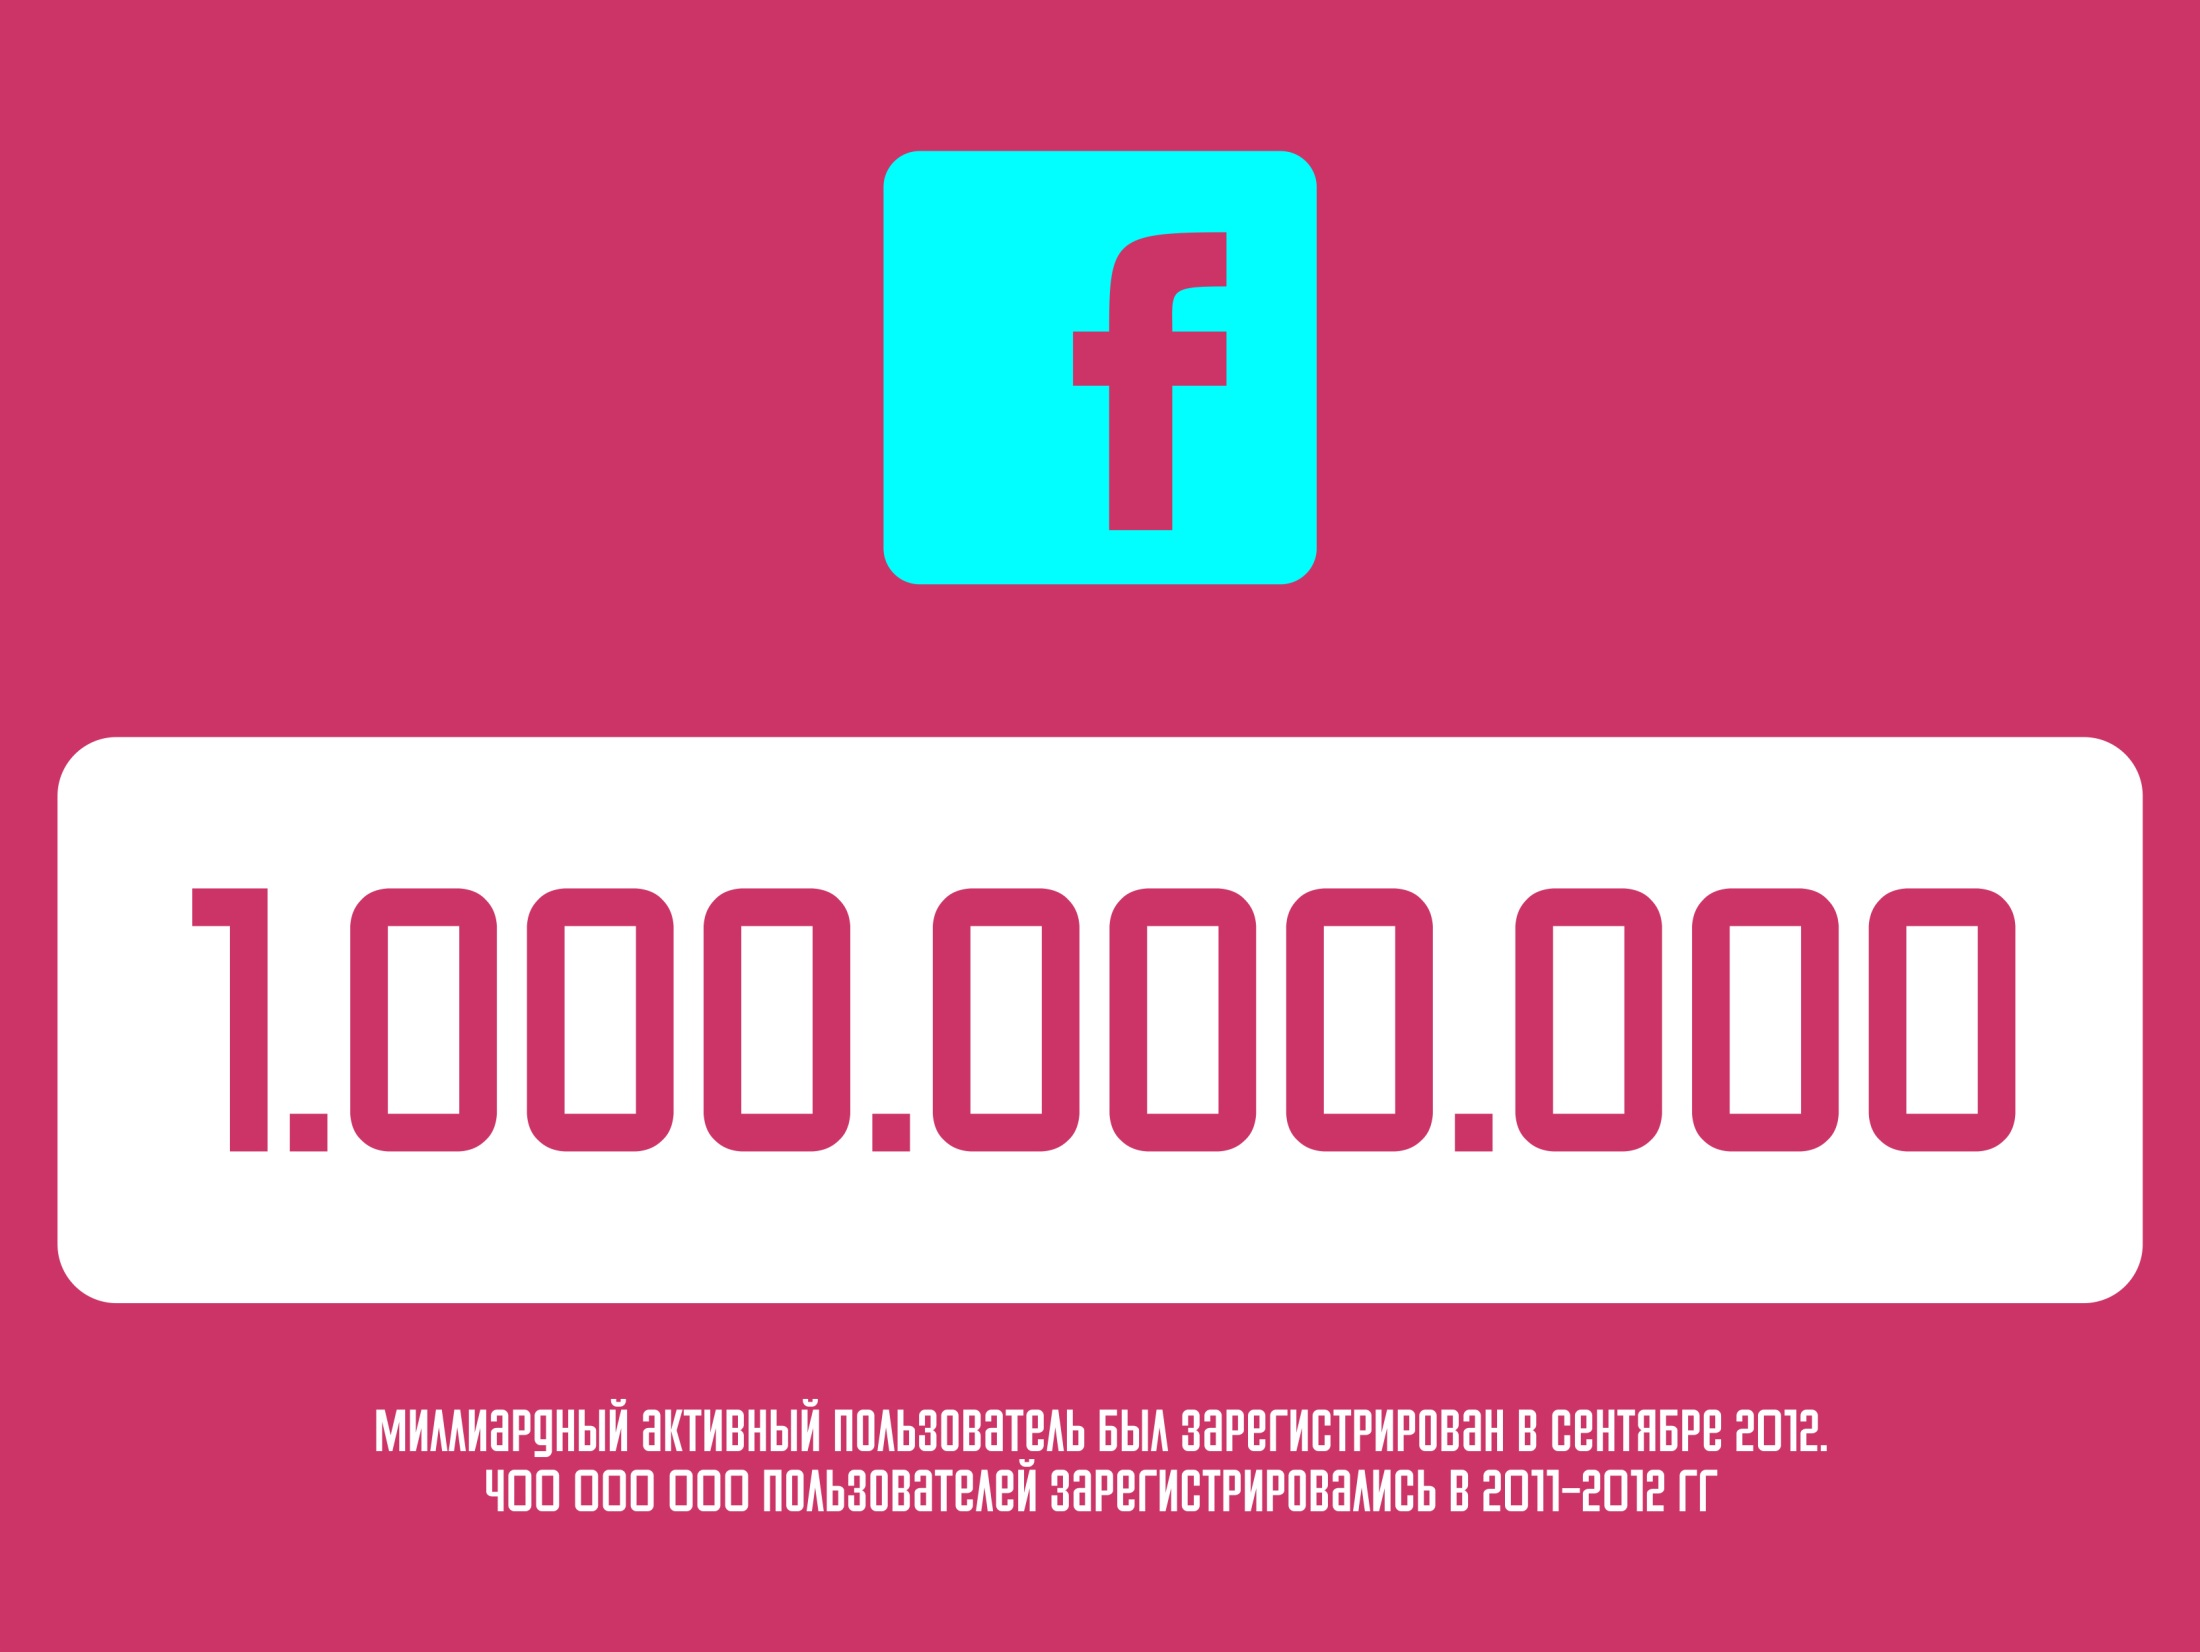 f
1.000.000.000
Миллиардный активный пользователь был зарегистрирован в сентябре 2012.
400 000 000 пользователей зарегистрировались в 2011-2012 гг